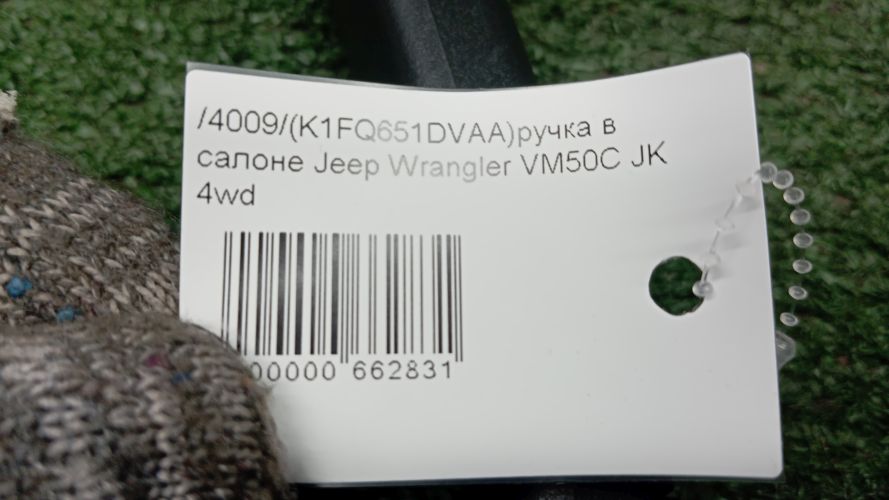 /4009/(K1FQ651DVAA)ручка в
салоне Jeep Wrangler VM50C JK
4wd
00000 662831